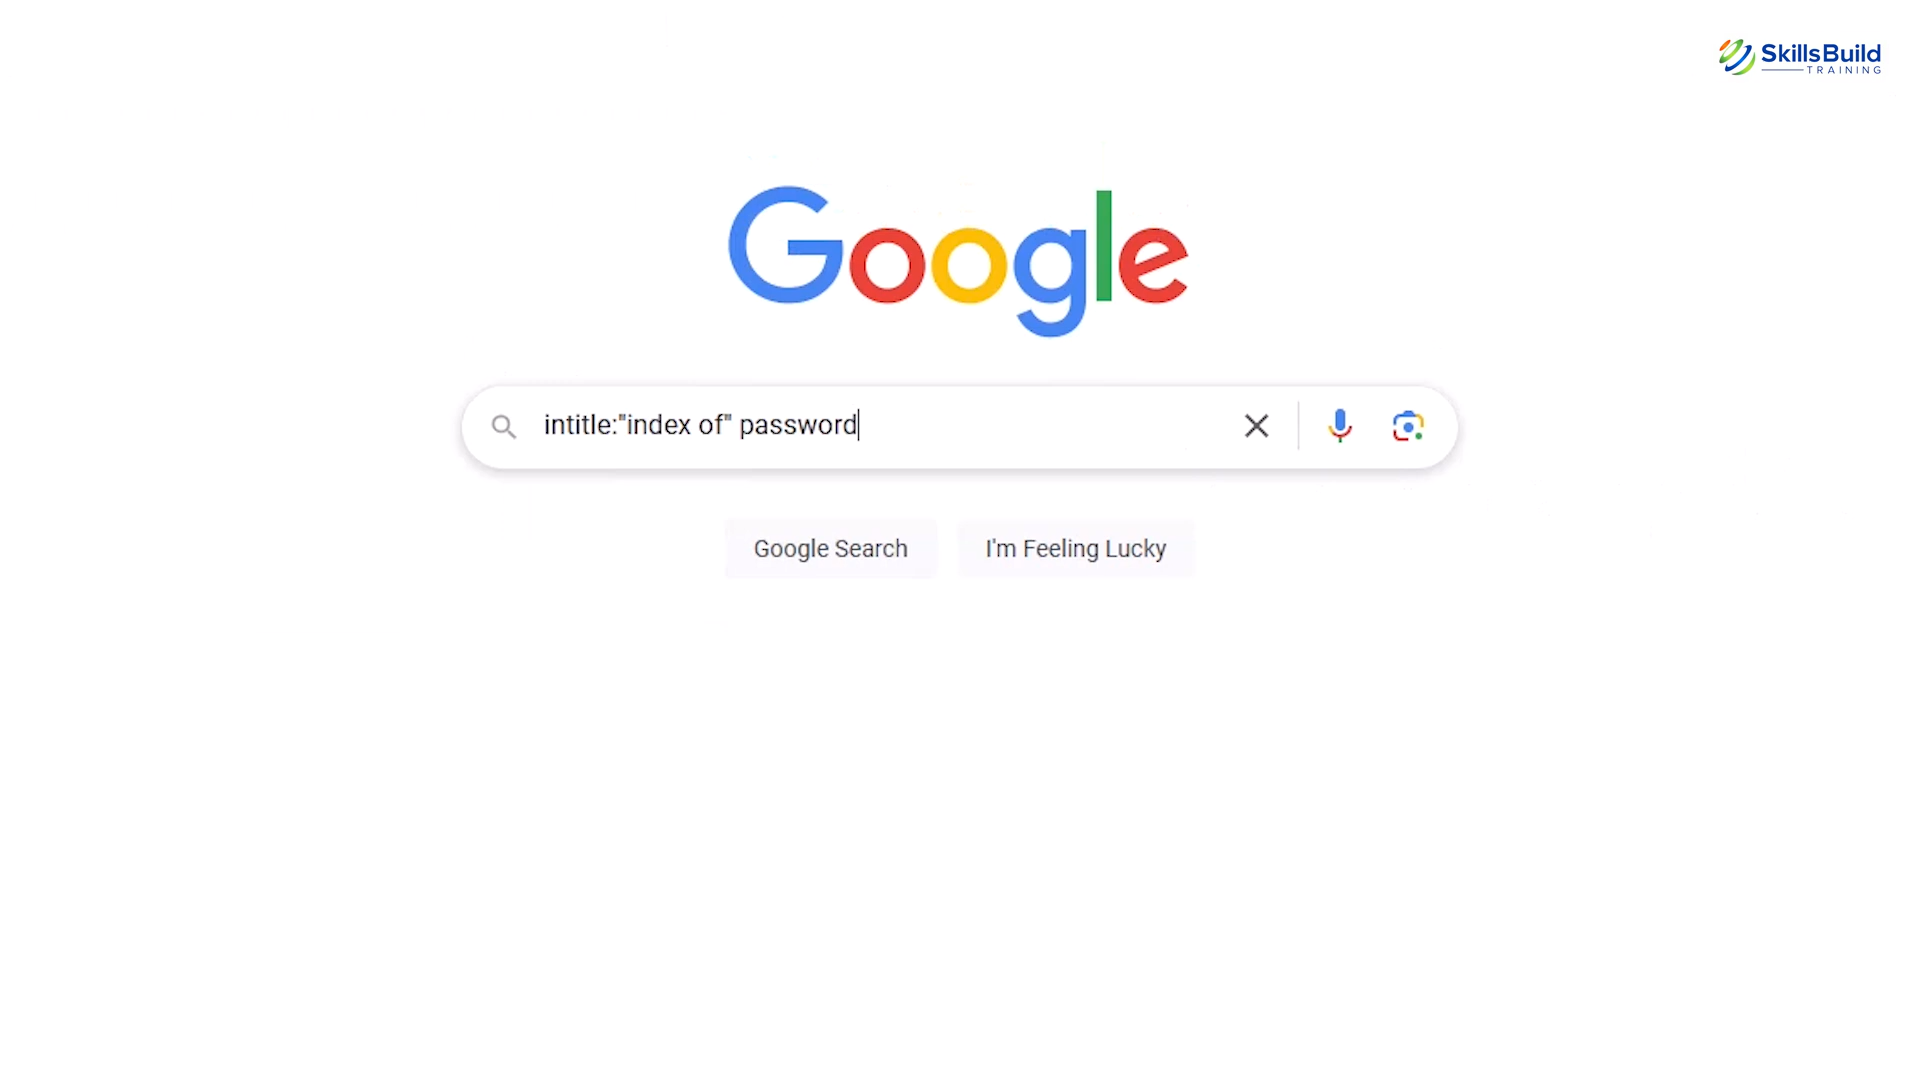 SkillsBuild
TRAINING
Google
intitle:"index of" password
Google Search
I'm Feeling Lucky